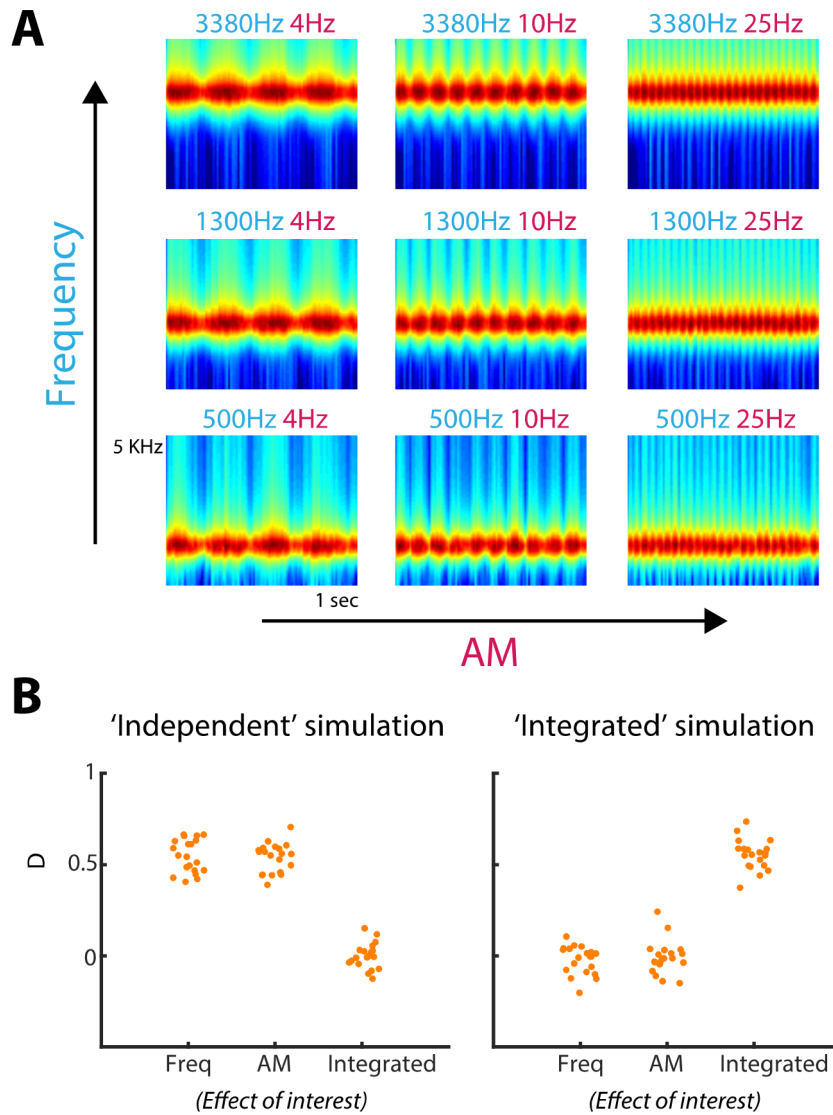 A
3380Hz 4Hz
3380Hz 10Hz
3380Hz 25Hz
Frequency
1300Hz 4Hz
1300Hz 10Hz
1300Hz 25Hz
500Hz 4Hz
500Hz 10Hz
500Hz 25Hz
5 KHz
1 sec
AM
B
'Independent' simulation
'Integrated' simulation
1
0.5
0
D
Freq
AM
Integrated
Freq
AM
Integrated
(Effect of interest)
(Effect of interest)